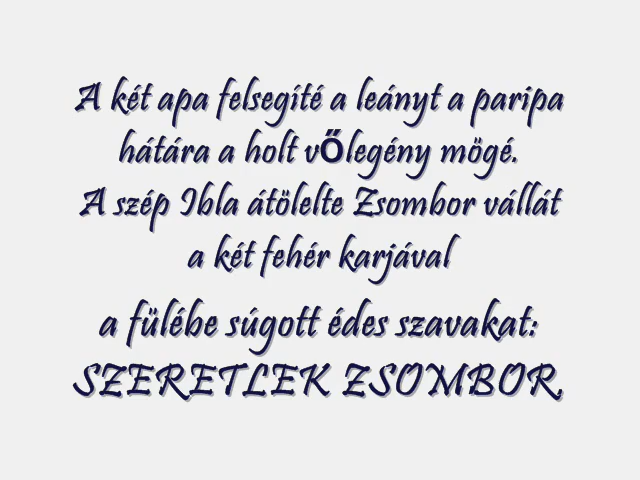 A két apa felsegíté a leányt a paripa
hátára a holt vŐlegény mögé.
A szép Ibla átölelte Zsombor vállát
a két fehér karjával
a fülébe súgott édes szavakat:
SZERETLEK ZSOMBOR.